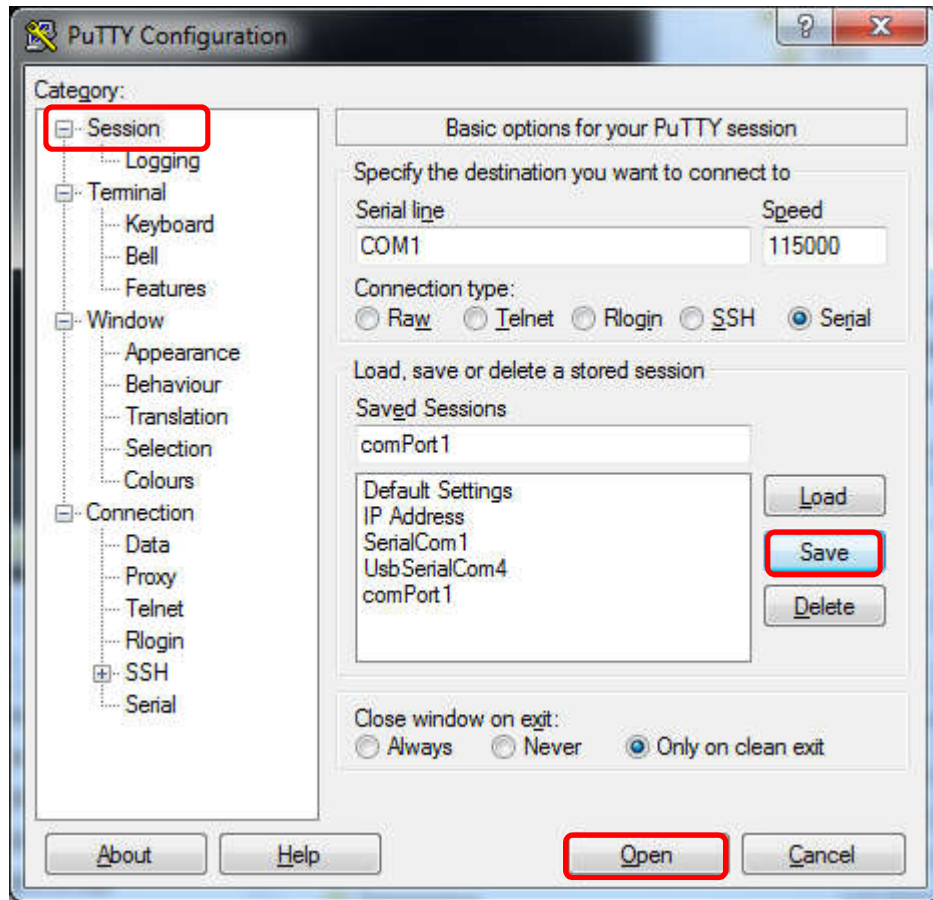 PuTTY Configuration
Category:
Session
Logging
Terminal
Keyboard
Bell
Features
Window
Appearance
Behaviour
Translation
Selection
Colours
Connection
Data
Proxy
Telnet
Rlogin
SSH
Serial
Basic options for your PuTTY session
Specify the destination you want to connect to
Serial line Speed
COM1 115000
Connection type:
Raw Telnet Rlogin SSH Serial
Load, save or delete a stored session
Saved Sessions
comPort1
Default Settings
IP Address
SerialCom1
UsbSerialCom4
comPort1
Load
Save
Delete
Close window on exit:
Always Never Only on clean exit
About Help Open Cancel